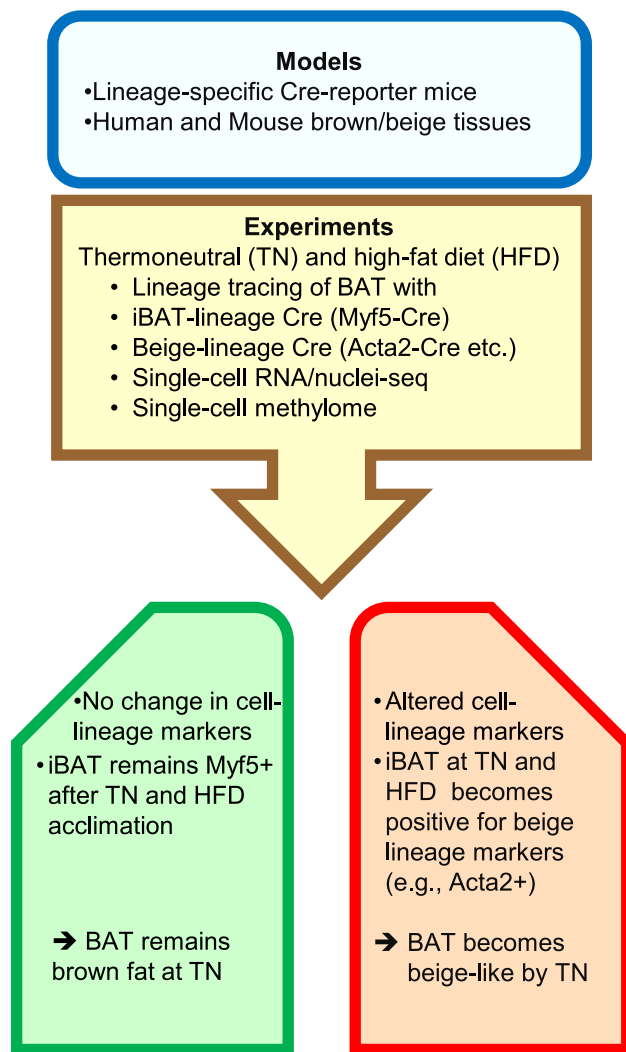 Models
•Lineage-specific Cre-reporter mice
•Human and Mouse brown/beige tissues
Experiments
Thermoneutral (TN) and high-fat diet (HFD)
• Lineage tracing of BAT with
• iBAT-lineage Cre (Myf5-Cre)
• Beige-lineage Cre (Acta2-Cre etc.)
• Single-cell RNA/nuclei-seq
• Single-cell methylome
•No change in cell-
lineage markers
•iBAT remains Myf5+
after TN and HFD
acclimation
➔ BAT remains
brown fat at TN
•Altered cell-
lineage markers
•iBAT at TN and
HFD becomes
positive for beige
lineage markers
(e.g., Acta2+)
➔ BAT becomes
beige-like by TN